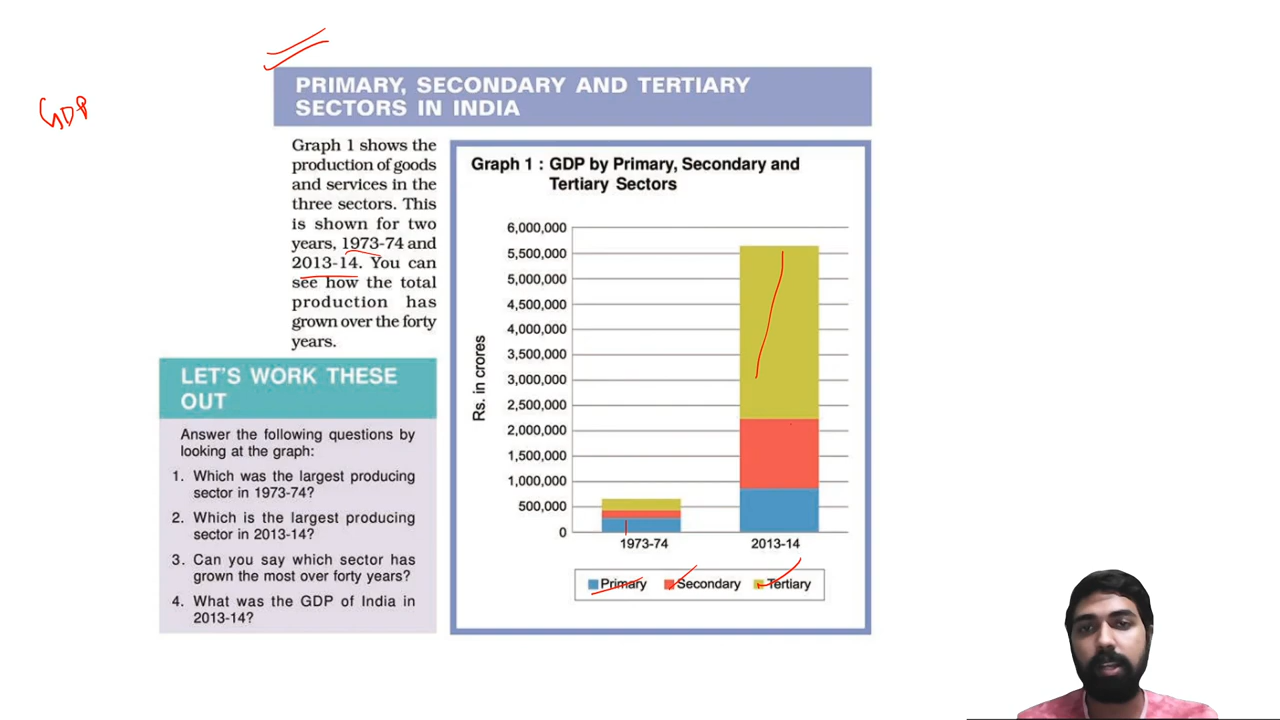 GDP
PRIMARY, SECONDARY AND TERTIARY
SECTORS IN INDIA
Graph 1 shows the
production of goods
and services in the
three sectors. This
is shown for two
years, 1973-74 and
2013-14. You can
see how the total
production has
grown over the forty
years.
LET'S WORK THESE
OUT
Answer the following questions by
looking at the graph:
1. Which was the largest producing
sector in 1973-74?
2. Which is the largest producing
sector in 2013-14?
3. Can you say which sector has
grown the most over forty years?
4. What was the GDP of India in
2013-14?
Graph 1 : GDP by Primary, Secondary and
Tertiary Sectors
Rs. in crores
6,000,000
5,500,000
5,000,000
4,500,000
4,000,000
3,500,000
3,000,000
2,500,000
2,000,000
1,500,000
1,000,000
500,000
0
1973-74 2013-14
Primary Secondary Tertiary